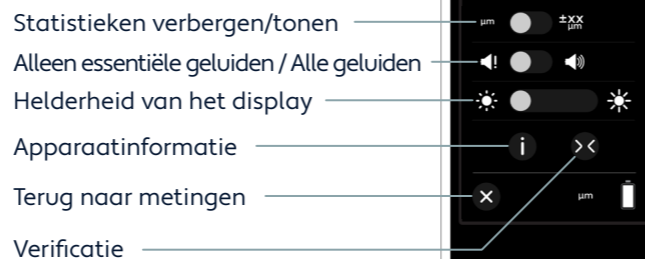 Statistieken verbergen/tonen
µm ±xx µm
Alleen essentiële geluiden / Alle geluiden
Helderheid van het display
Apparaatinformatie
i
Terug naar metingen
µm
Verificatie